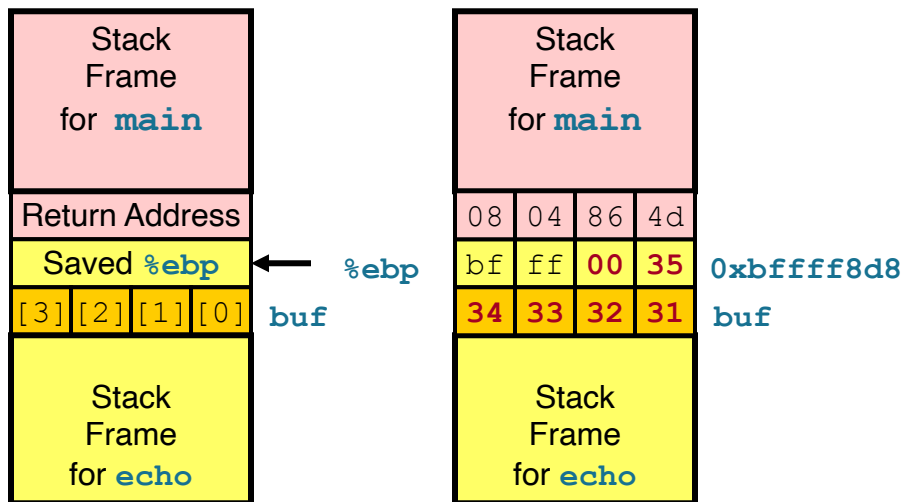 Stack
Frame
for main
Return Address
Saved %ebp
%ebp
[3] [2] [1] [0]
buf
Stack
Frame
for echo
Stack
Frame
for main
08 04 86 4d
bf ff 00 35
0xbffff8d8
34 33 32 31
buf
Stack
Frame
for echo